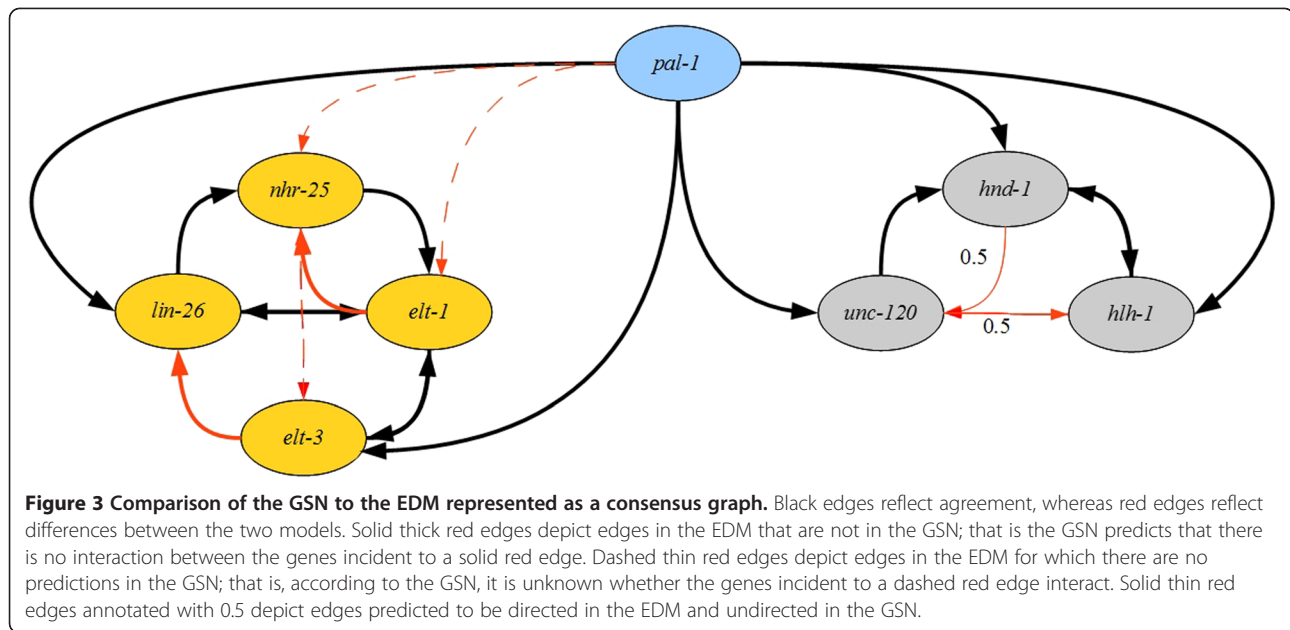 pal-1
nhr-25
hnd-1
0.5
lin-26
elt-1
unc-120
0.5
hlh-1
elt-3
Figure 3 Comparison of the GSN to the EDM represented as a consensus graph. Black edges reflect agreement, whereas red edges reflect
differences between the two models. Solid thick red edges depict edges in the EDM that are not in the GSN; that is the GSN predicts that there
is no interaction between the genes incident to a solid red edge. Dashed thin red edges depict edges in the EDM for which there are no
predictions in the GSN; that is, according to the GSN, it is unknown whether the genes incident to a dashed red edge interact. Solid thin red
edges annotated with 0.5 depict edges predicted to be directed in the EDM and undirected in the GSN.